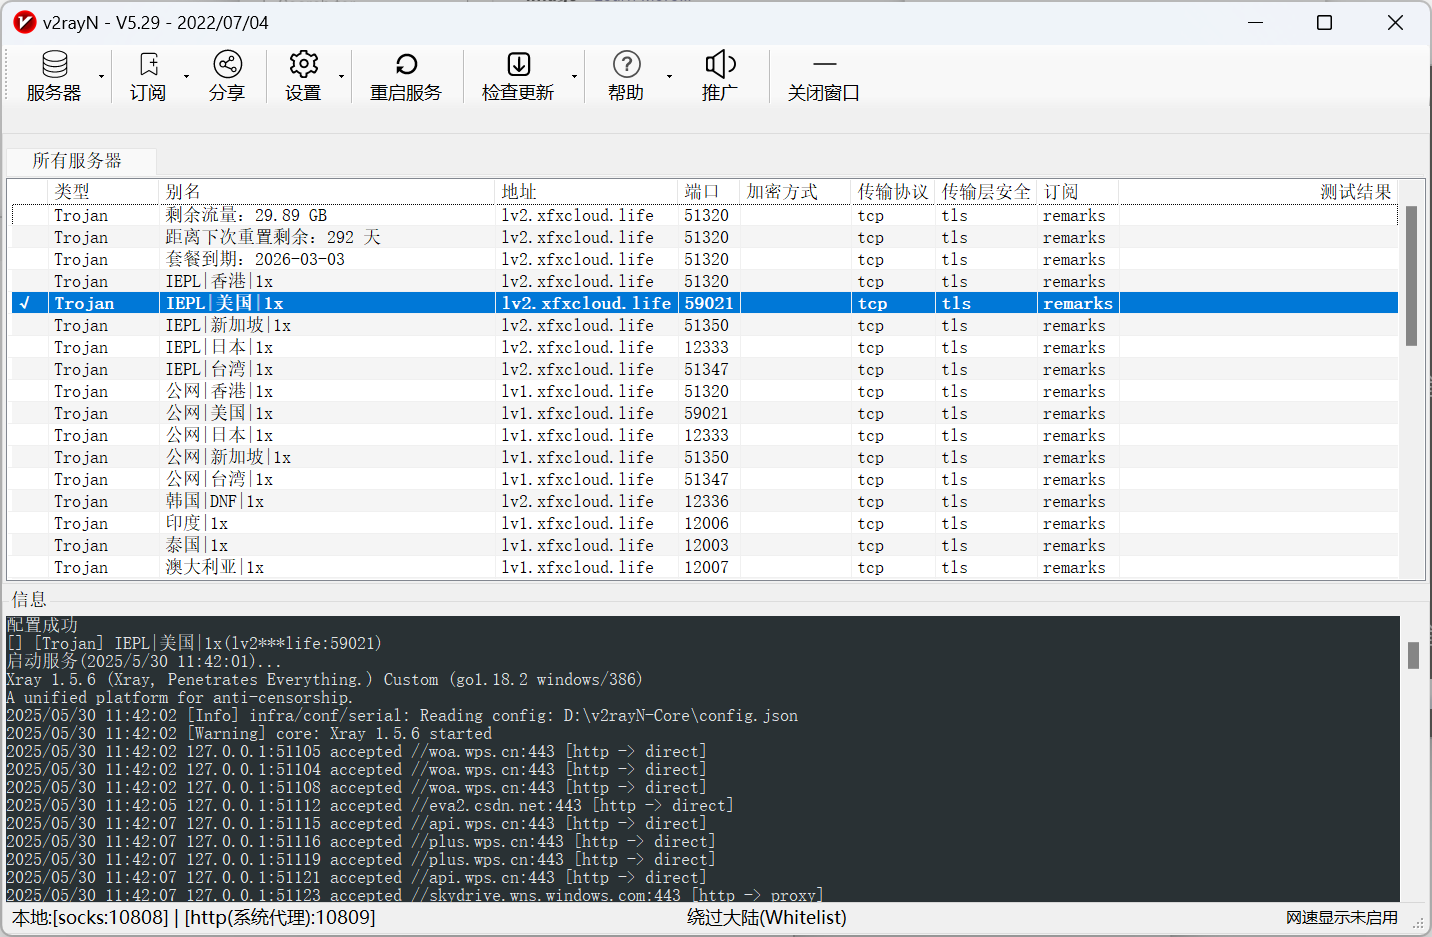 v2rayN - V5.29 - 2022/07/04
服务器 订阅 分享 设置 重启服务 检查更新 帮助 推广 关闭窗口
所有服务器
类型 别名 地址 端口 加密方式 传输协议 传输层安全 订阅 测试结果
Trojan 剩余流量：29.89 GB lv2.xfxcloud.life 51320 tcp tls remarks
Trojan 距离下次重置剩余：292 天 lv2.xfxcloud.life 51320 tcp tls remarks
Trojan 套餐到期：2026-03-03 lv2.xfxcloud.life 51320 tcp tls remarks
Trojan IEPL|香港|1x lv2.xfxcloud.life 51320 tcp tls remarks
√ Trojan IEPL|美国|1x lv2.xfxcloud.life 59021 tcp tls remarks
Trojan IEPL|新加坡|1x lv2.xfxcloud.life 51350 tcp tls remarks
Trojan IEPL|日本|1x lv2.xfxcloud.life 12333 tcp tls remarks
Trojan IEPL|台湾|1x lv2.xfxcloud.life 51347 tcp tls remarks
Trojan 公网|香港|1x lv1.xfxcloud.life 51320 tcp tls remarks
Trojan 公网|美国|1x lv1.xfxcloud.life 59021 tcp tls remarks
Trojan 公网|日本|1x lv1.xfxcloud.life 12333 tcp tls remarks
Trojan 公网|新加坡|1x lv1.xfxcloud.life 51350 tcp tls remarks
Trojan 公网|台湾|1x lv1.xfxcloud.life 51347 tcp tls remarks
Trojan 韩国|DNF|1x lv2.xfxcloud.life 12336 tcp tls remarks
Trojan 印度|1x lv1.xfxcloud.life 12006 tcp tls remarks
Trojan 泰国|1x lv1.xfxcloud.life 12003 tcp tls remarks
Trojan 澳大利亚|1x lv1.xfxcloud.life 12007 tcp tls remarks
信息
配置成功
[] [Trojan] IEPL|美国|1x(lv2***life:59021)
启动服务(2025/5/30 11:42:01)...
Xray 1.5.6 (Xray, Penetrates Everything.) Custom (go1.18.2 windows/386)
A unified platform for anti-censorship.
2025/05/30 11:42:02 [Info] infra/conf/serial: Reading config: D:\v2rayN-Core\config.json
2025/05/30 11:42:02 [Warning] core: Xray 1.5.6 started
2025/05/30 11:42:02 127.0.0.1:51105 accepted //woa.wps.cn:443 [http -> direct]
2025/05/30 11:42:02 127.0.0.1:51104 accepted //woa.wps.cn:443 [http -> direct]
2025/05/30 11:42:02 127.0.0.1:51108 accepted //woa.wps.cn:443 [http -> direct]
2025/05/30 11:42:05 127.0.0.1:51112 accepted //eva2.csdn.net:443 [http -> direct]
2025/05/30 11:42:07 127.0.0.1:51115 accepted //api.wps.cn:443 [http -> direct]
2025/05/30 11:42:07 127.0.0.1:51116 accepted //plus.wps.cn:443 [http -> direct]
2025/05/30 11:42:07 127.0.0.1:51119 accepted //plus.wps.cn:443 [http -> direct]
2025/05/30 11:42:07 127.0.0.1:51121 accepted //api.wps.cn:443 [http -> direct]
2025/05/30 11:42:07 127.0.0.1:51123 accepted //skydrive.wns.windows.com:443 [http -> proxy]
本地:[socks:10808] | [http(系统代理):10809] 绕过大陆(Whitelist) 网速显示未启用